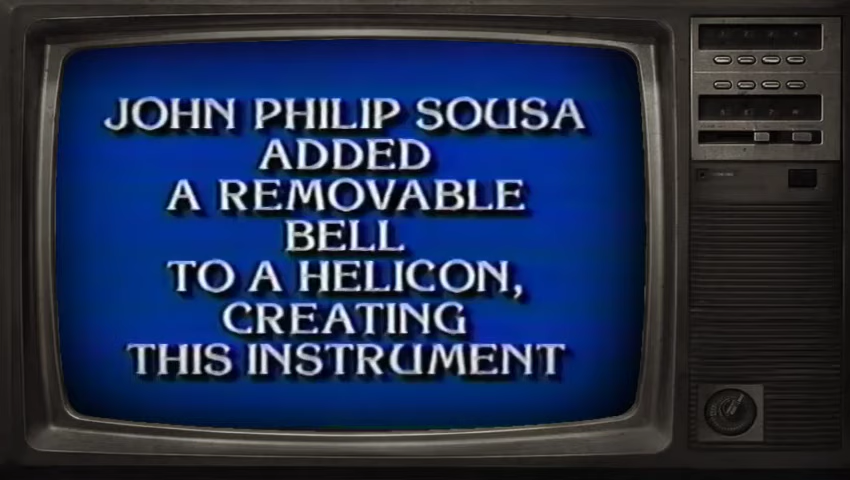 JOHN PHILIP SOUSA
ADDED
A REMOVABLE
BELL
TO A HELICON,
CREATING
THIS INSTRUMENT